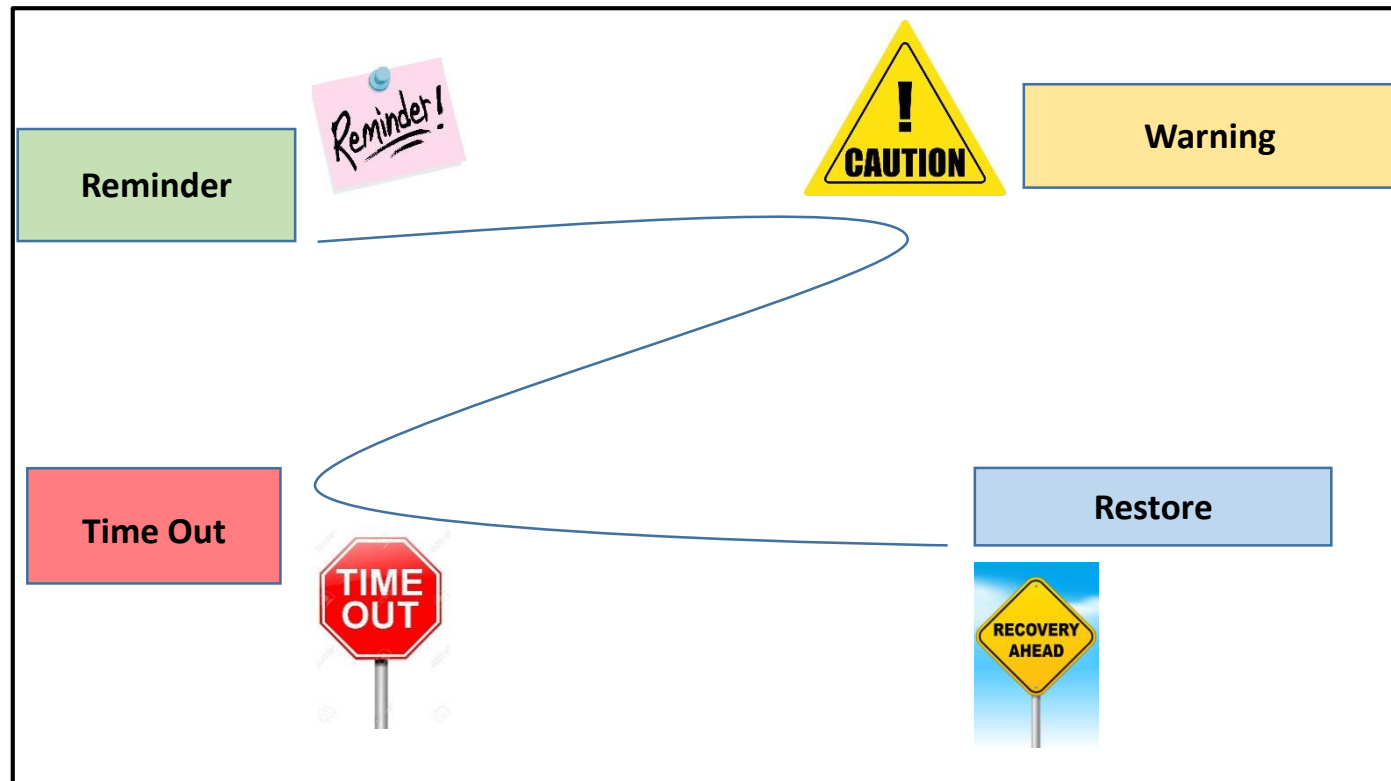 Reminder
Reminder!
!
CAUTION
Warning
Time Out
TIME
OUT
Restore
RECOVERY
AHEAD